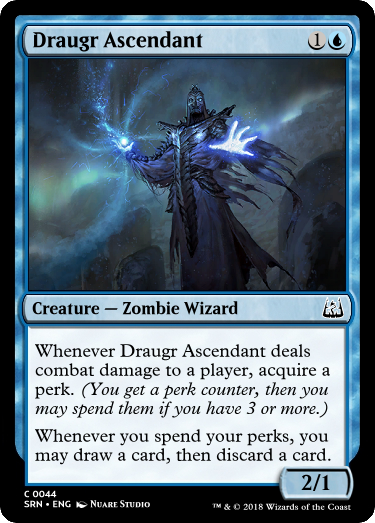 Draugr Ascendant 1
Creature — Zombie Wizard
Whenever Draugr Ascendant deals
combat damage to a player, acquire a
perk. (You get a perk counter, then you
may spend them if you have 3 or more.)
Whenever you spend your perks, you
may draw a card, then discard a card.
2/1
C 0044
SRN • ENG Nuare Studio
™ & © 2018 Wizards of the Coast